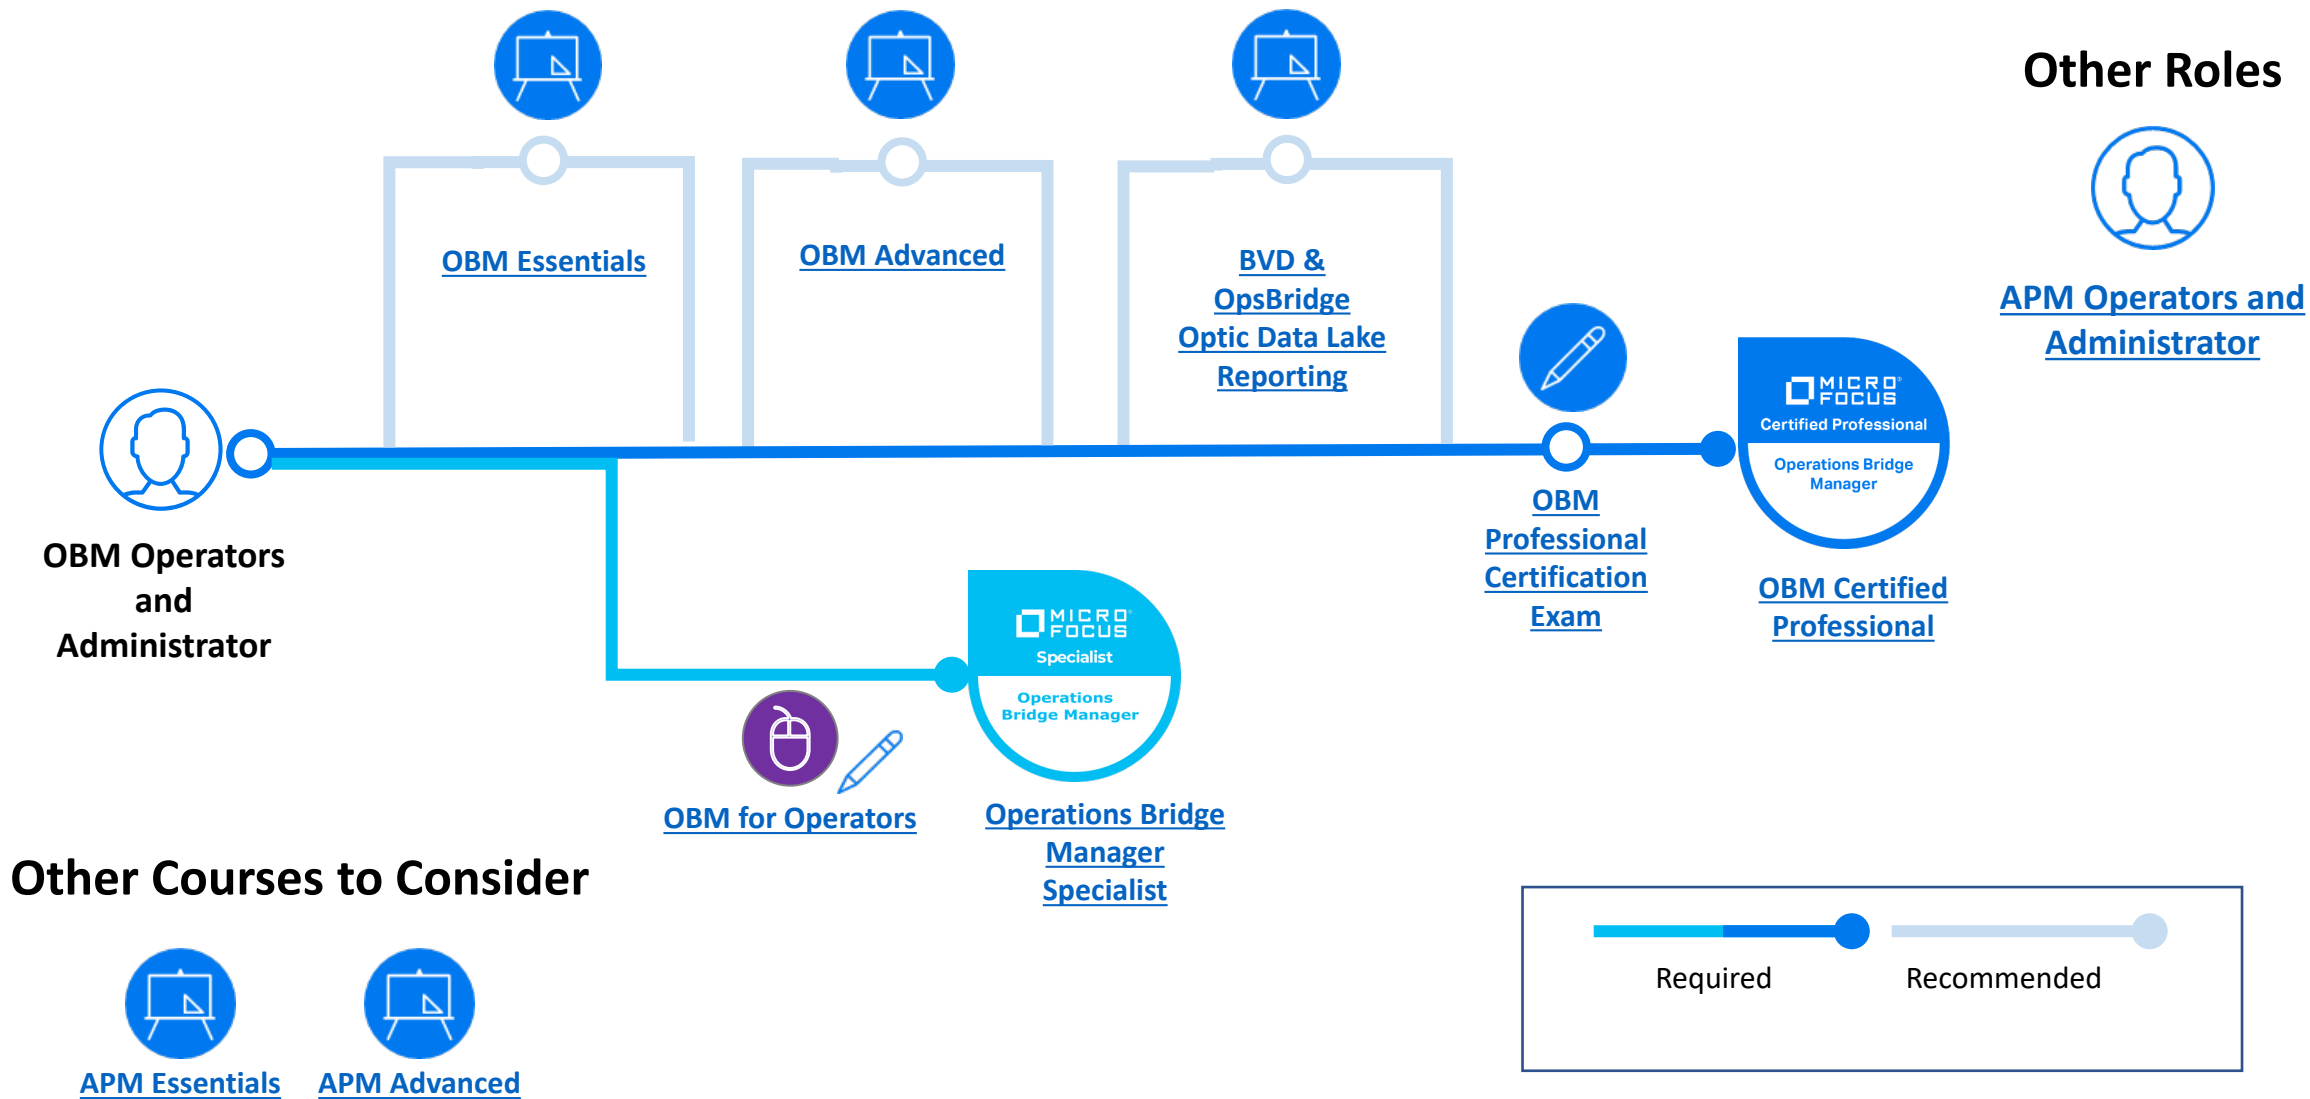 Other Roles
OBM Essentials
OBM Advanced
BVD &
OpsBridge
Optic Data Lake
Reporting
APM Operators and
Administrator
MICRO
FOCUS
Certified Professional
Operations Bridge
Manager
OBM Operators
and
Administrator
OBM
Professional
Certification
Exam
OBM Certified
Professional
MICRO
FOCUS
Specialist
Operations
Bridge Manager
OBM for Operators
Operations Bridge
Manager
Specialist
Other Courses to Consider
APM Essentials
APM Advanced
Required
Recommended